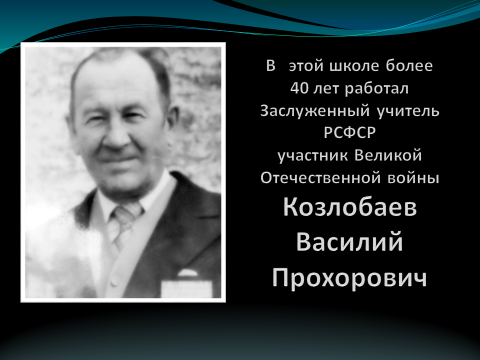 В этой школе более
40 лет работал
Заслуженный учитель
РСФСР
участник Великой
Отечественной войны
Козлобаев
Василий
Прохорович